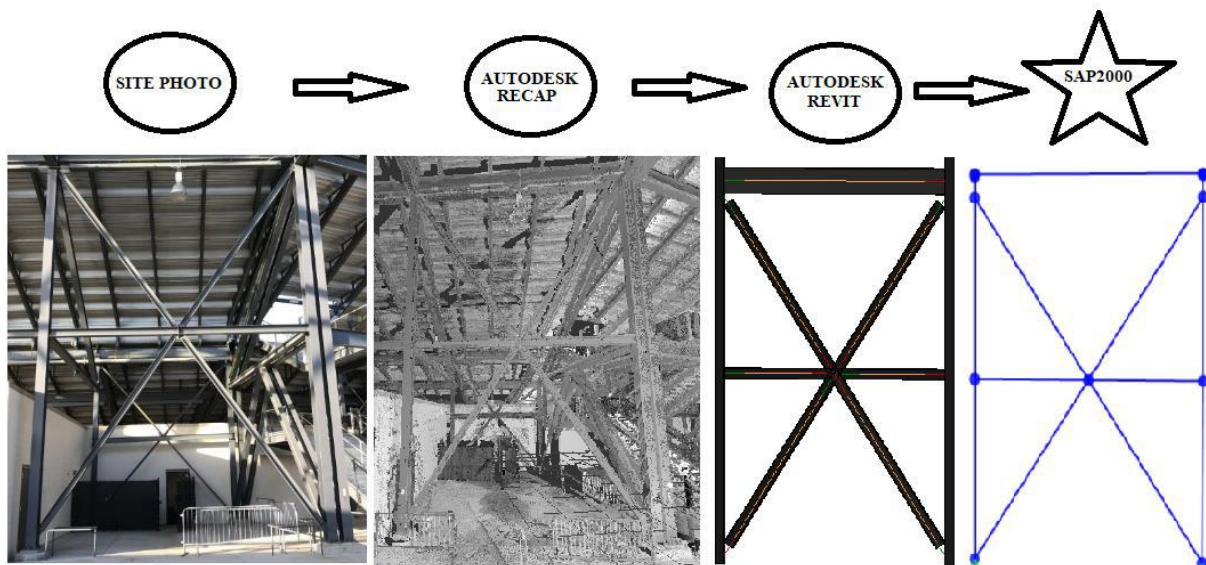 SITE PHOTO
AUTODESK
RECAP
AUTODESK
REVIT
SAP2000